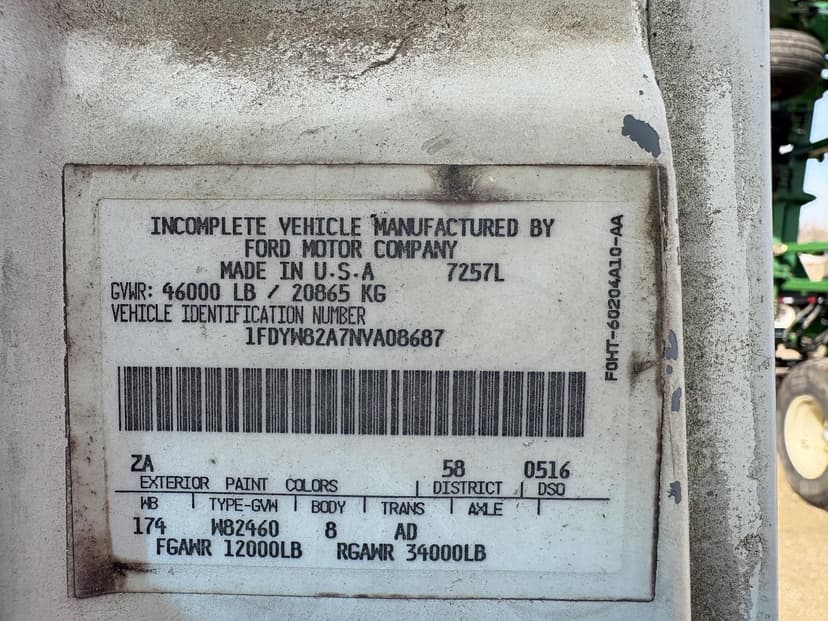 INCOMPLETE VEHICLE MANUFACTURED BY
FORD MOTOR COMPANY
MADE IN U.S.A 7257L
GVWR: 46000 LB / 20865 KG
VEHICLE IDENTIFICATION NUMBER
1FDYW82A7NVA08687
F0HT-60204A10-AA
ZA 58 0516
EXTERIOR PAINT COLORS DISTRICT DSO
WB TYPE-GVW BODY TRANS AXLE
174 W82460 8 AD
FGAWR 12000LB RGAWR 34000LB